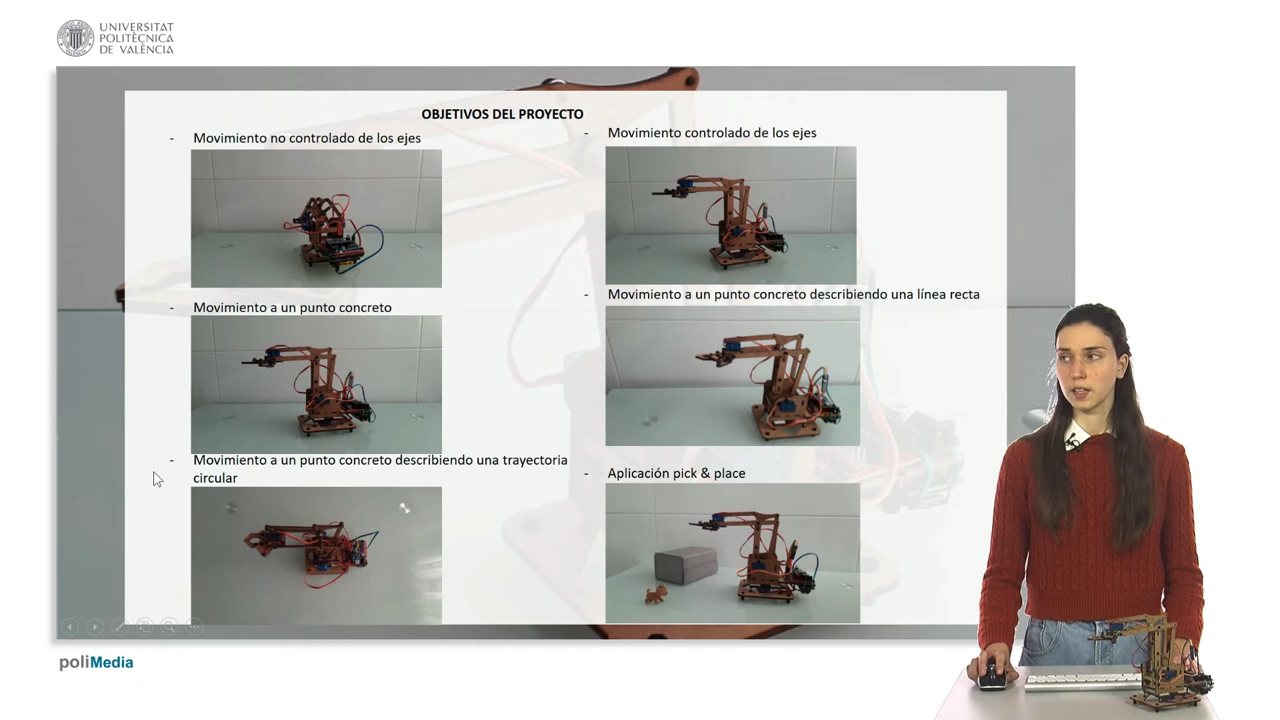 UNIVERSITAT
POLITÈCNICA
DE VALÈNCIA
OBJETIVOS DEL PROYECTO
- Movimiento no controlado de los ejes
- Movimiento controlado de los ejes
- Movimiento a un punto concreto
- Movimiento a un punto concreto describiendo una línea recta
- Movimiento a un punto concreto describiendo una trayectoria
circular
- Aplicación pick & place
poliMedia